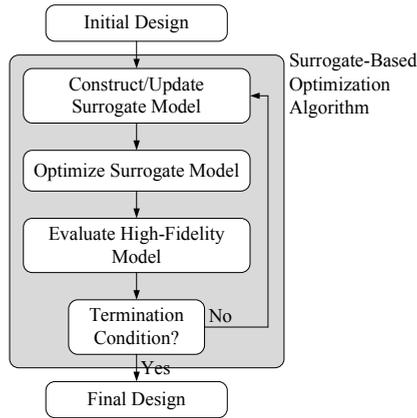 Initial Design
Surrogate-Based
Optimization
Algorithm
Construct/Update
Surrogate Model
Optimize Surrogate Model
Evaluate High-Fidelity
Model
Termination
Condition?
No
Yes
Final Design